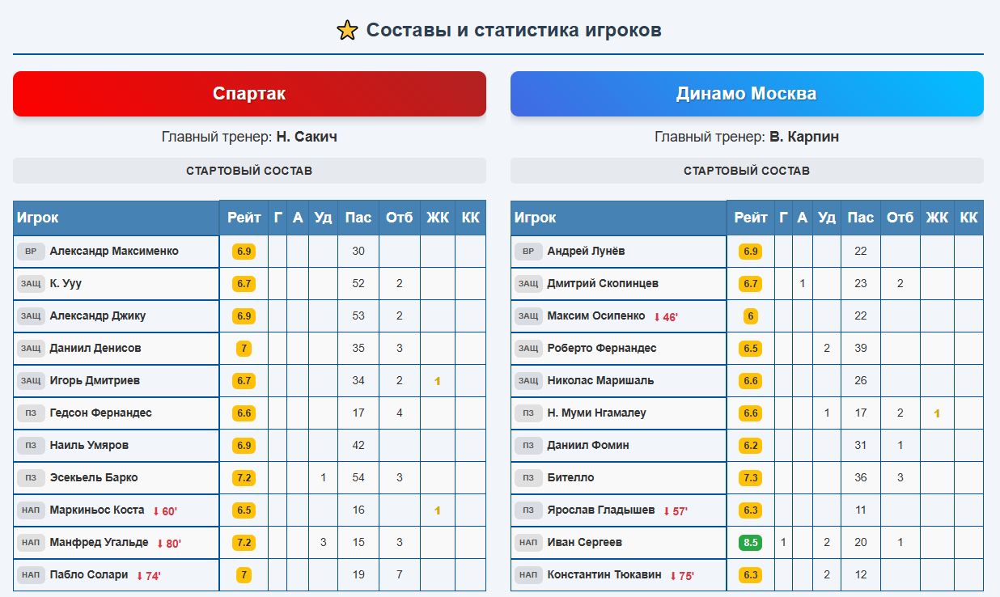 Составы и статистика игроков
Спартак
Главный тренер: Н. Сакич
СТАРТОВЫЙ СОСТАВ
Игрок Рейт Г А Уд Пас Отб ЖК КК
ВР Александр Максименко 6.9 30
ЗАЩ К. Ууу 6.7 52 2
ЗАЩ Александр Джику 6.9 53 2
ЗАЩ Даниил Денисов 7 35 3
ЗАЩ Игорь Дмитриев 6.7 34 2 1
ПЗ Гедсон Фернандес 6.6 17 4
ПЗ Наиль Умяров 6.9 42
ПЗ Эсекьель Барко 7.2 1 54 3
НАП Маркиньос Коста ⬇ 60' 6.5 16 1
НАП Манфред Угальде ⬇ 80' 7.2 3 15 3
НАП Пабло Солари ⬇ 74' 7 19 7
Динамо Москва
Главный тренер: В. Карпин
СТАРТОВЫЙ СОСТАВ
Игрок Рейт Г А Уд Пас Отб ЖК КК
ВР Андрей Лунёв 6.9 22
ЗАЩ Дмитрий Скопинцев 6.7 1 23 2
ЗАЩ Максим Осипенко ⬇ 46' 6 22
ЗАЩ Роберто Фернандес 6.5 2 39
ЗАЩ Николас Маришаль 6.6 26
ПЗ Н. Муми Нгамалеу 6.6 1 17 2 1
ПЗ Даниил Фомин 6.2 31 1
ПЗ Бителло 7.3 36 3
ПЗ Ярослав Гладышев ⬇ 57' 6.3 11
НАП Иван Сергеев 8.5 1 2 20 1
НАП Константин Тюкавин ⬇ 75' 6.3 2 12